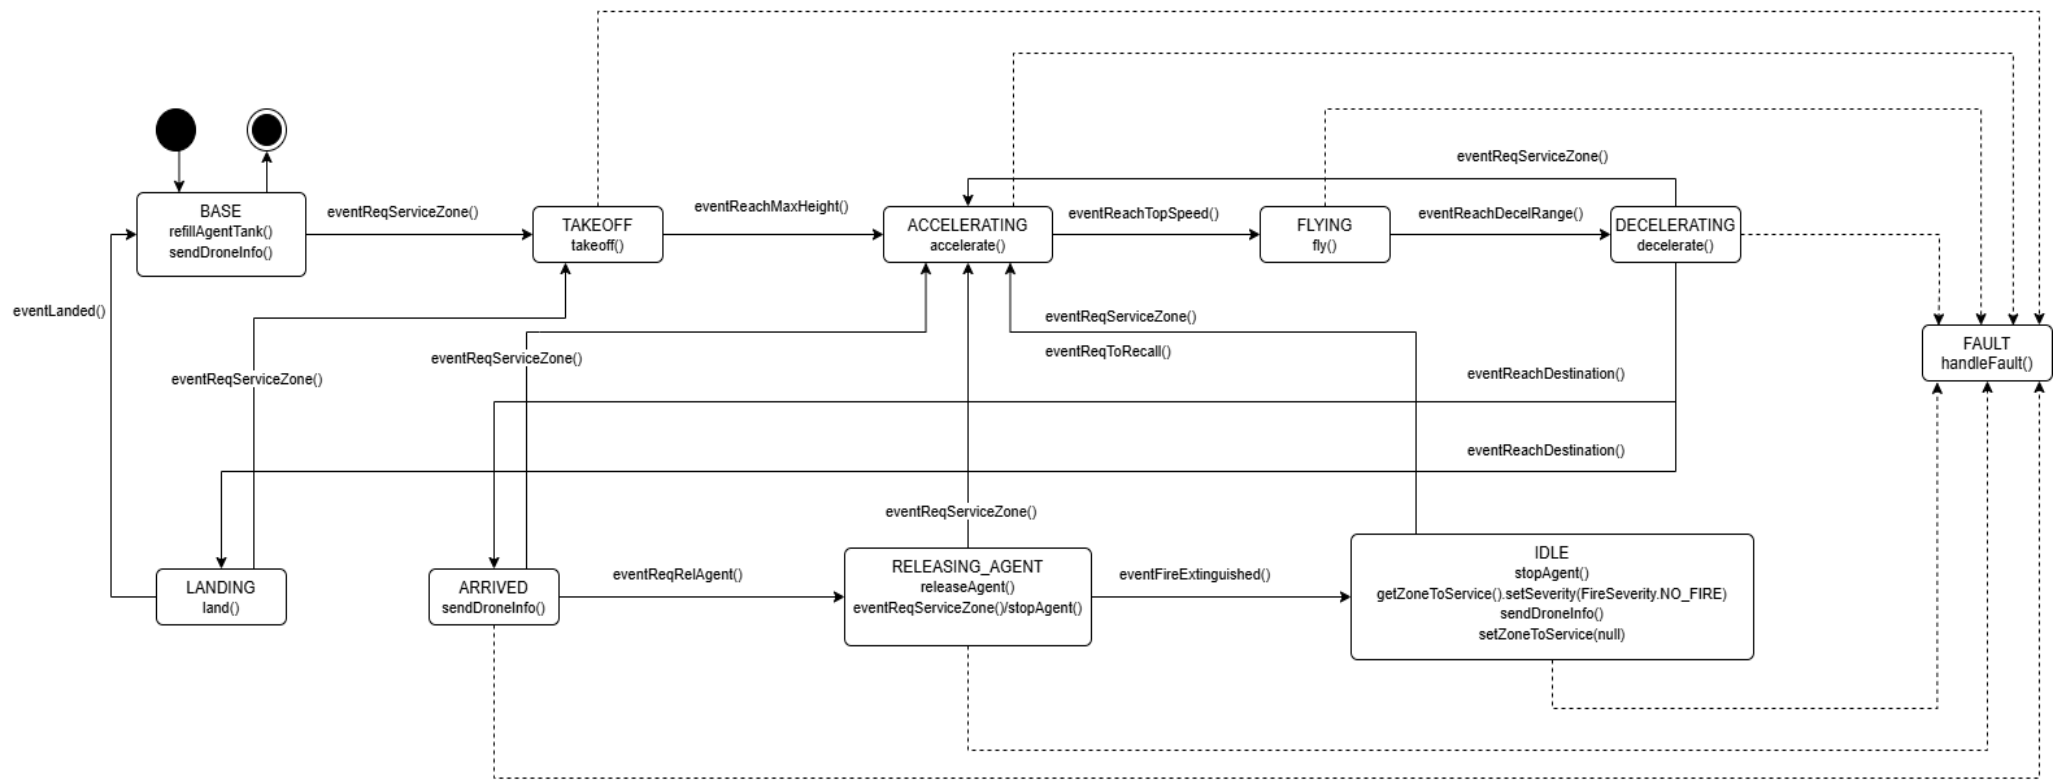 eventReqServiceZone()
BASE
refillAgentTank()
sendDroneInfo()
eventReqServiceZone()
TAKEOFF
takeoff()
eventReachMaxHeight()
ACCELERATING
accelerate()
eventReachTopSpeed()
FLYING
fly()
eventReachDecelRange()
DECELERATING
decelerate()
eventLanded()
eventReqServiceZone()
eventReqToRecall()
FAULT
handleFault()
eventReqServiceZone()
eventReqServiceZone()
eventReachDestination()
eventReachDestination()
eventReqServiceZone()
LANDING
land()
ARRIVED
sendDroneInfo()
eventReqRelAgent()
RELEASING_AGENT
releaseAgent()
eventReqServiceZone()/stopAgent()
eventFireExtinguished()
IDLE
stopAgent()
getZoneToService().setSeverity(FireSeverity.NO_FIRE)
sendDroneInfo()
setZoneToService(null)